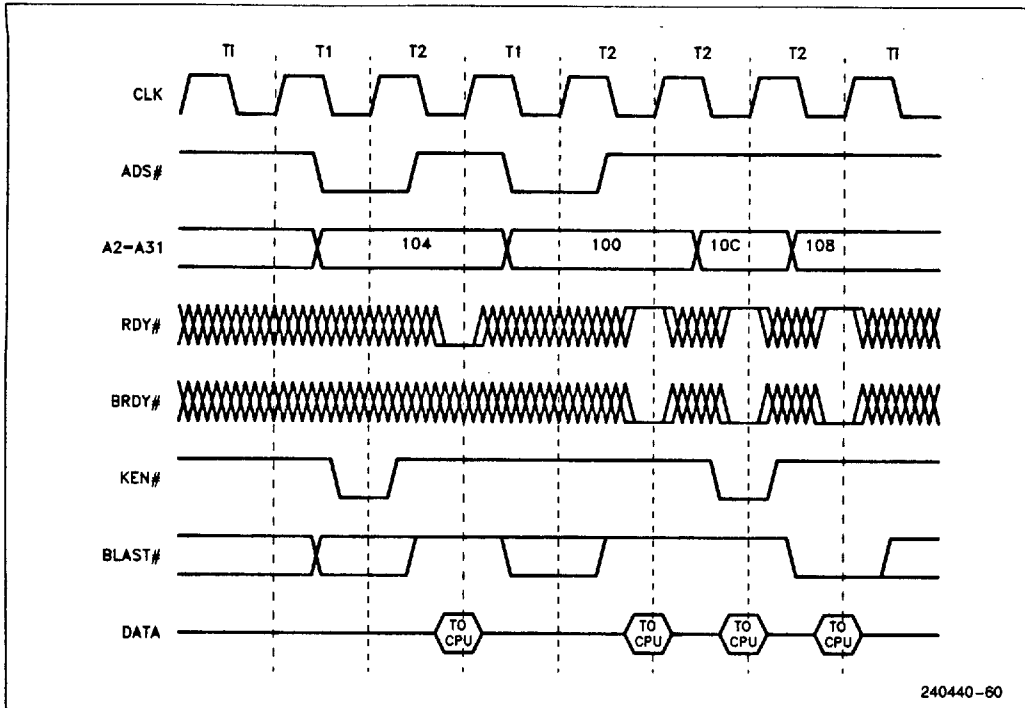 TI T1 T2 T1 T2 T2 T2 TI
CLK
ADS#
A2-A31 104 100 10C 108
RDY#
BRDY#
KEN#
BLAST#
DATA TO CPU TO CPU TO CPU TO CPU
240440-60